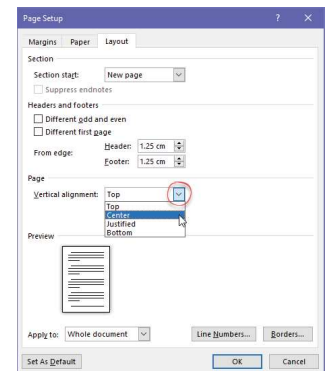 Page Setup ? ×
Margins Paper Layout
Section
Section start: New page
Suppress endnotes
Headers and footers
Different odd and even
Different first page
From edge: Header: 1.25 cm
Footer: 1.25 cm
Page
Vertical alignment: Top
Top
Center
Justified
Bottom
Preview
Apply to: Whole document Line Numbers... Borders...
Set As Default OK Cancel